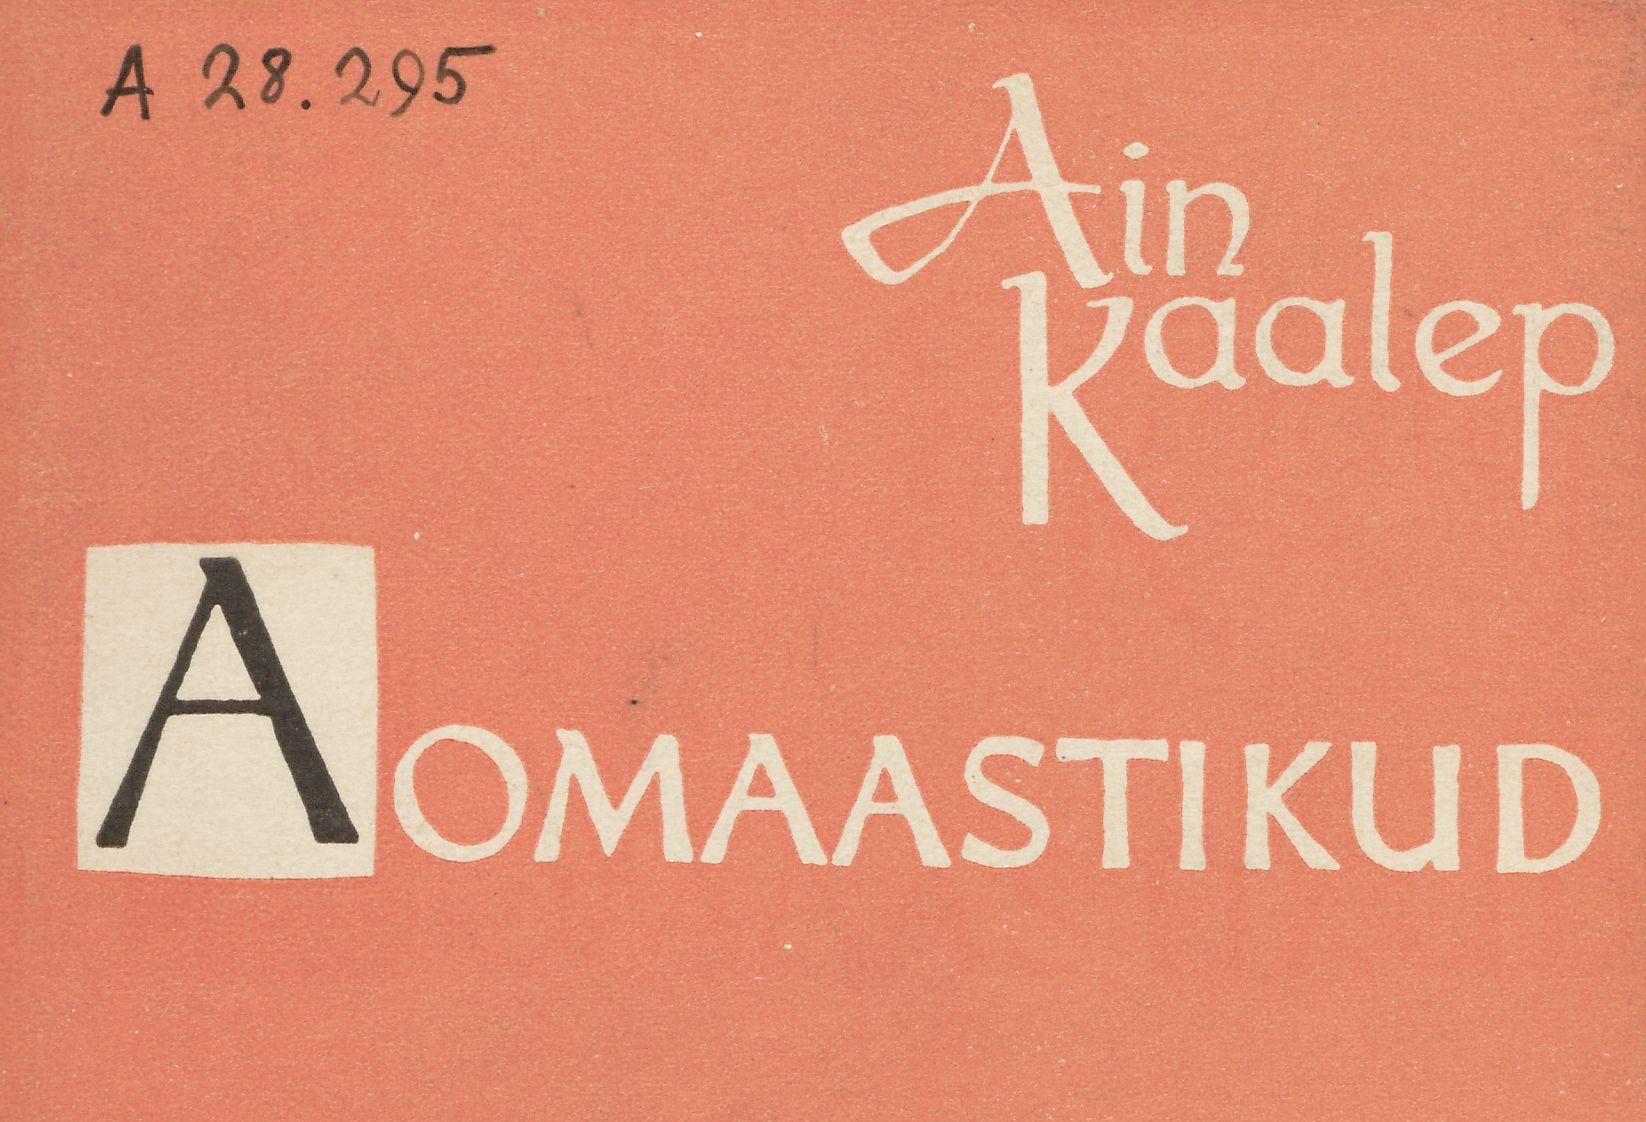 A 28.295
Ain
Kaalep
AOMAASTIKUD